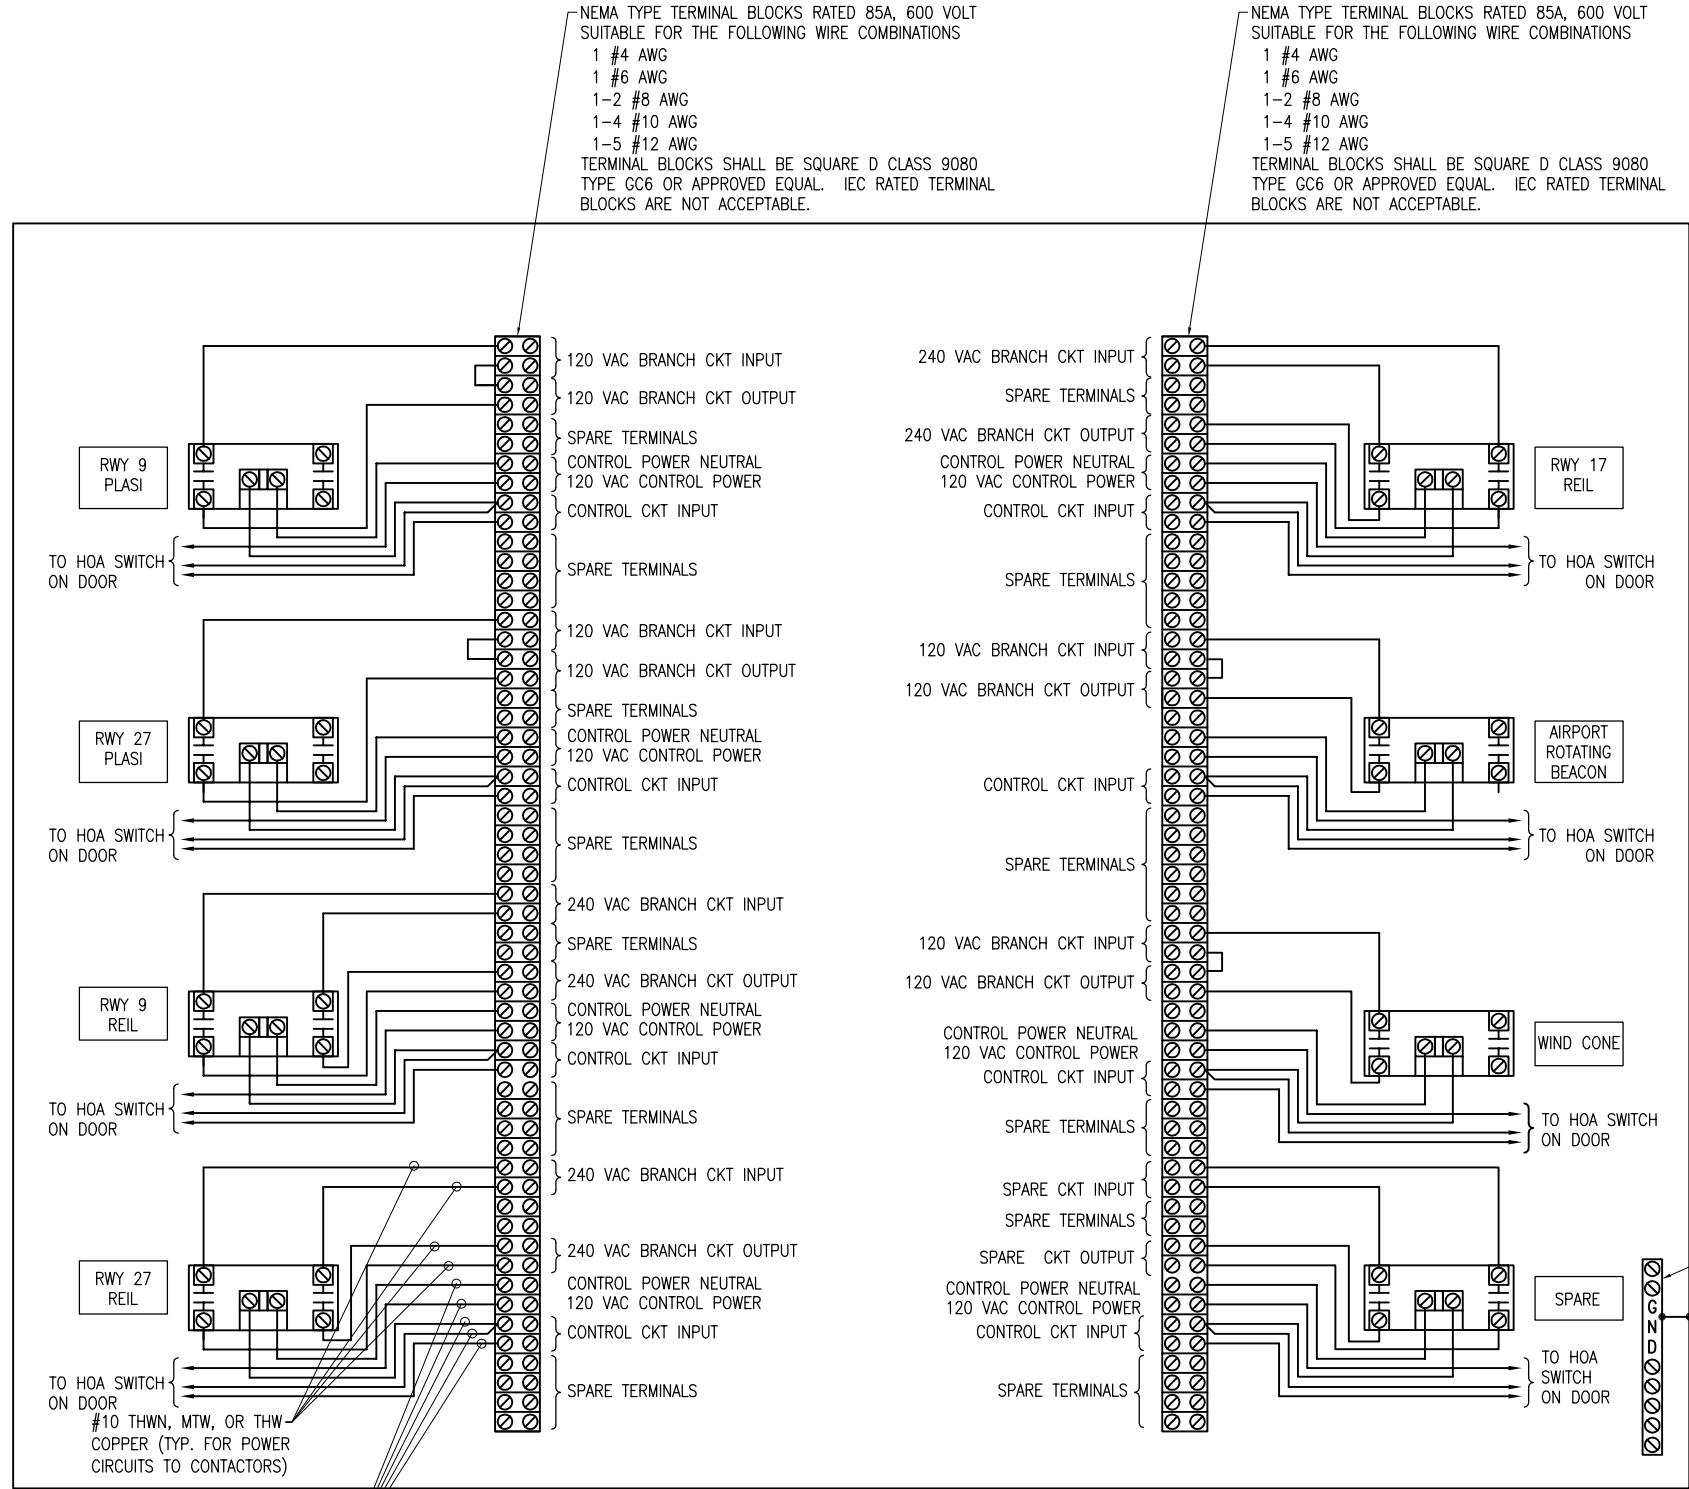 NEMA TYPE TERMINAL BLOCKS RATED 85A, 600 VOLT
SUITABLE FOR THE FOLLOWING WIRE COMBINATIONS
1 #4 AWG
1 #6 AWG
1-2 #8 AWG
1-4 #10 AWG
1-5 #12 AWG
TERMINAL BLOCKS SHALL BE SQUARE D CLASS 9080
TYPE GC6 OR APPROVED EQUAL. IEC RATED TERMINAL
BLOCKS ARE NOT ACCEPTABLE.
NEMA TYPE TERMINAL BLOCKS RATED 85A, 600 VOLT
SUITABLE FOR THE FOLLOWING WIRE COMBINATIONS
1 #4 AWG
1 #6 AWG
1-2 #8 AWG
1-4 #10 AWG
1-5 #12 AWG
TERMINAL BLOCKS SHALL BE SQUARE D CLASS 9080
TYPE GC6 OR APPROVED EQUAL. IEC RATED TERMINAL
BLOCKS ARE NOT ACCEPTABLE.
RWY 9
PLASI
TO HOA SWITCH
ON DOOR
120 VAC BRANCH CKT INPUT
120 VAC BRANCH CKT OUTPUT
SPARE TERMINALS
CONTROL POWER NEUTRAL
120 VAC CONTROL POWER
CONTROL CKT INPUT
SPARE TERMINALS
RWY 27
PLASI
TO HOA SWITCH
ON DOOR
120 VAC BRANCH CKT INPUT
120 VAC BRANCH CKT OUTPUT
SPARE TERMINALS
CONTROL POWER NEUTRAL
120 VAC CONTROL POWER
CONTROL CKT INPUT
SPARE TERMINALS
RWY 9
REIL
TO HOA SWITCH
ON DOOR
240 VAC BRANCH CKT INPUT
SPARE TERMINALS
240 VAC BRANCH CKT OUTPUT
CONTROL POWER NEUTRAL
120 VAC CONTROL POWER
CONTROL CKT INPUT
SPARE TERMINALS
RWY 27
REIL
TO HOA SWITCH
ON DOOR
240 VAC BRANCH CKT INPUT
240 VAC BRANCH CKT OUTPUT
CONTROL POWER NEUTRAL
120 VAC CONTROL POWER
CONTROL CKT INPUT
SPARE TERMINALS
#10 THWN, MTW, OR THW
COPPER (TYP. FOR POWER
CIRCUITS TO CONTACTORS)
240 VAC BRANCH CKT INPUT
SPARE TERMINALS
240 VAC BRANCH CKT OUTPUT
CONTROL POWER NEUTRAL
120 VAC CONTROL POWER
CONTROL CKT INPUT
SPARE TERMINALS
RWY 17
REIL
TO HOA SWITCH
ON DOOR
120 VAC BRANCH CKT INPUT
120 VAC BRANCH CKT OUTPUT
CONTROL CKT INPUT
SPARE TERMINALS
AIRPORT
ROTATING
BEACON
TO HOA SWITCH
ON DOOR
120 VAC BRANCH CKT INPUT
120 VAC BRANCH CKT OUTPUT
CONTROL POWER NEUTRAL
120 VAC CONTROL POWER
CONTROL CKT INPUT
SPARE TERMINALS
WIND CONE
TO HOA SWITCH
ON DOOR
SPARE CKT INPUT
SPARE TERMINALS
SPARE CKT OUTPUT
CONTROL POWER NEUTRAL
120 VAC CONTROL POWER
CONTROL CKT INPUT
SPARE TERMINALS
SPARE
TO HOA
SWITCH
ON DOOR
GND